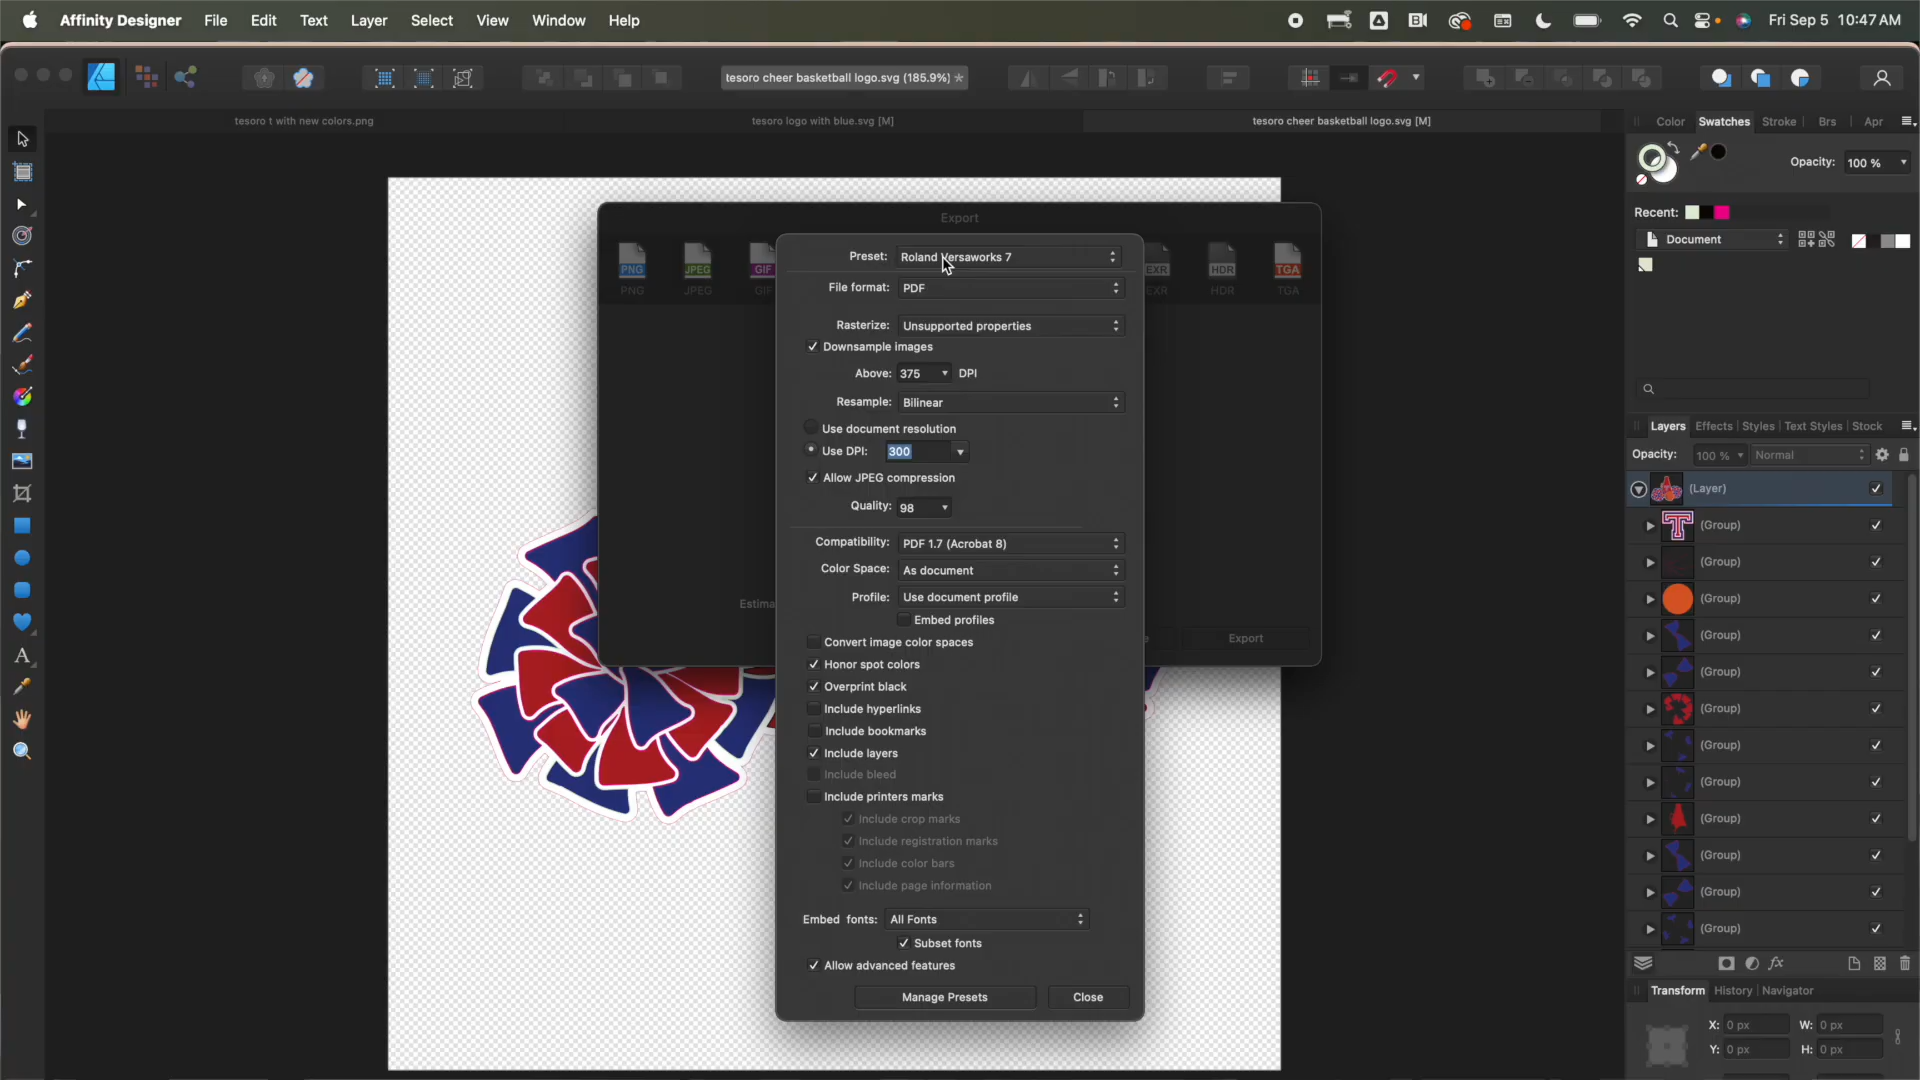 Affinity Designer File Edit Text Layer Select View Window Help Fri Sep 5 10:47 AM
tesoro cheer basketball logo.svg (185.9%) *
tesoro t with new colors.png tesoro logo with blue.svg [M] tesoro cheer basketball logo.svg [M]
Color Swatches Stroke Brs Apr
Opacity: 100 %
Recent:
Document
Export
PNG JPEG GIF EXR HDR TGA
PNG JPEG GIF EXR HDR TGA
Estima
Export
Preset: Roland Versaworks 7
File format: PDF
Rasterize: Unsupported properties
Downsample images
Above: 375 DPI
Resample: Bilinear
Use document resolution
Use DPI: 300
Allow JPEG compression
Quality: 98
Compatibility: PDF 1.7 (Acrobat 8)
Color Space: As document
Profile: Use document profile
Embed profiles
Convert image color spaces
Honor spot colors
Overprint black
Include hyperlinks
Include bookmarks
Include layers
Include bleed
Include printers marks
Include crop marks
Include registration marks
Include color bars
Include page information
Embed fonts: All Fonts
Subset fonts
Allow advanced features
Manage Presets Close
Layers Effects Styles Text Styles Stock
Opacity: 100 % Normal
(Layer)
(Group)
(Group)
(Group)
(Group)
(Group)
(Group)
(Group)
(Group)
(Group)
(Group)
(Group)
(Group)
Transform History Navigator
X: 0 px W: 0 px
Y: 0 px H: 0 px